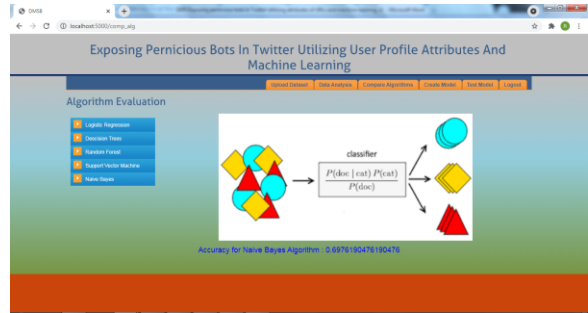 DMSE
localhost:5000/comp_alg
Exposing Pernicious Bots In Twitter Utilizing User Profile Attributes And
Machine Learning
Upload Dataset Data Analysis Compare Algorithms Create Model Test Model Logout
Algorithm Evaluation
Logistic Regression
Descision Trees
Random Forest
Support Vector Machine
Naive Bayes
classifier
P(doc | cat) P(cat)
P(doc)
Accuracy for Naive Bayes Algorithm : 0.6976190476190476